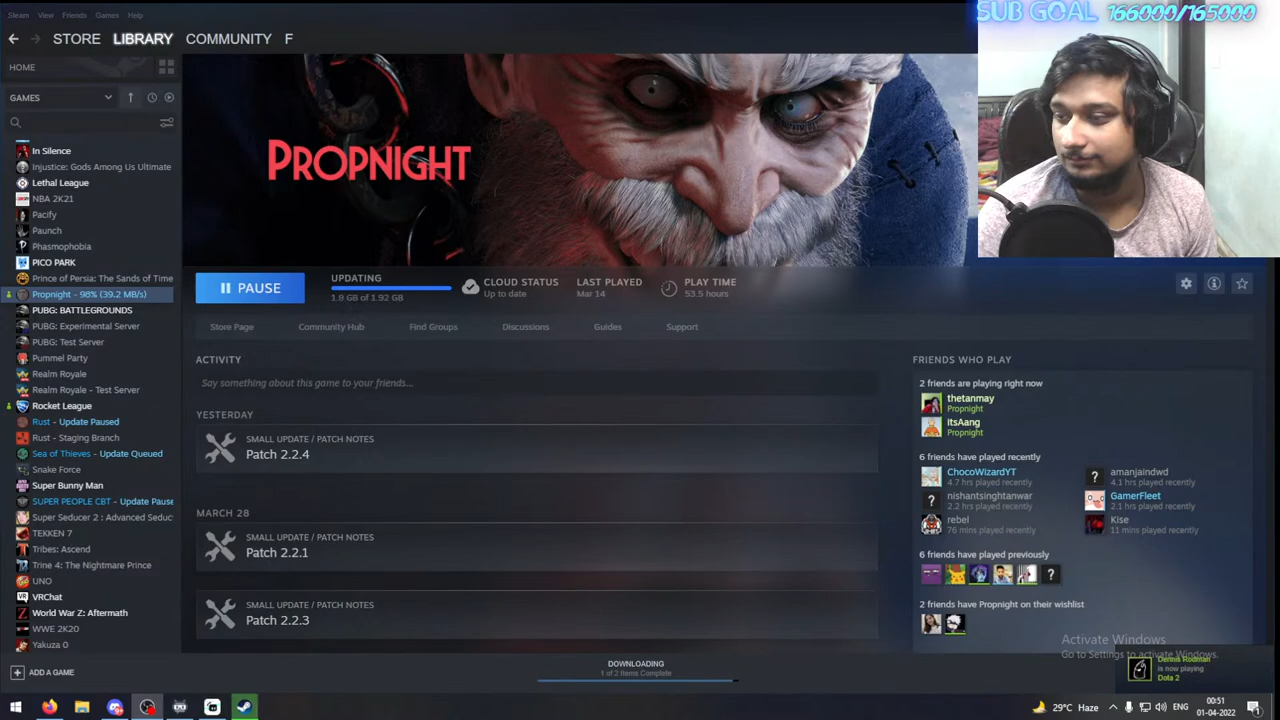 Steam View Friends Games Help
SUB GOAL 166000/165000
STORE LIBRARY COMMUNITY F
HOME
GAMES
In Silence
Injustice: Gods Among Us Ultimate
Lethal League
NBA 2K21
Pacify
Paunch
Phasmophobia
PICO PARK
Prince of Persia: The Sands of Time
Propnight - 98% (39.2 MB/s)
PUBG: BATTLEGROUNDS
PUBG: Experimental Server
PUBG: Test Server
Pummel Party
Realm Royale
Realm Royale - Test Server
Rocket League
Rust - Update Paused
Rust - Staging Branch
Sea of Thieves - Update Queued
Snake Force
Super Bunny Man
SUPER PEOPLE CBT - Update Pause
Super Seducer 2 : Advanced Seduc
TEKKEN 7
Tribes: Ascend
Trine 4: The Nightmare Prince
UNO
VRChat
World War Z: Aftermath
WWE 2K20
Yakuza 0
ADD A GAME
PROPNIGHT
PAUSE
UPDATING
1.9 GB of 1.92 GB
CLOUD STATUS
Up to date
LAST PLAYED
Mar 14
PLAY TIME
53.5 hours
Store Page Community Hub Find Groups Discussions Guides Support
ACTIVITY
Say something about this game to your friends...
YESTERDAY
SMALL UPDATE / PATCH NOTES
Patch 2.2.4
MARCH 28
SMALL UPDATE / PATCH NOTES
Patch 2.2.1
SMALL UPDATE / PATCH NOTES
Patch 2.2.3
FRIENDS WHO PLAY
2 friends are playing right now
thetanmay
Propnight
itsAang
Propnight
6 friends have played recently
ChocoWizardYT
4.7 hrs played recently
? amanjaindwd
4.1 hrs played recently
? nishantsinghtanwar
2.2 hrs played recently
GamerFleet
2.1 hrs played recently
rebel
76 mins played recently
Kise
11 mins played recently
6 friends have played previously
?
2 friends have Propnight on their wishlist
Activate Windows
Go to Settings to activate Windows.
Dennis Rodman
is now playing
Dota 2
DOWNLOADING
1 of 2 Items Complete
29°C Haze
ENG
00:51
01-04-2022
1